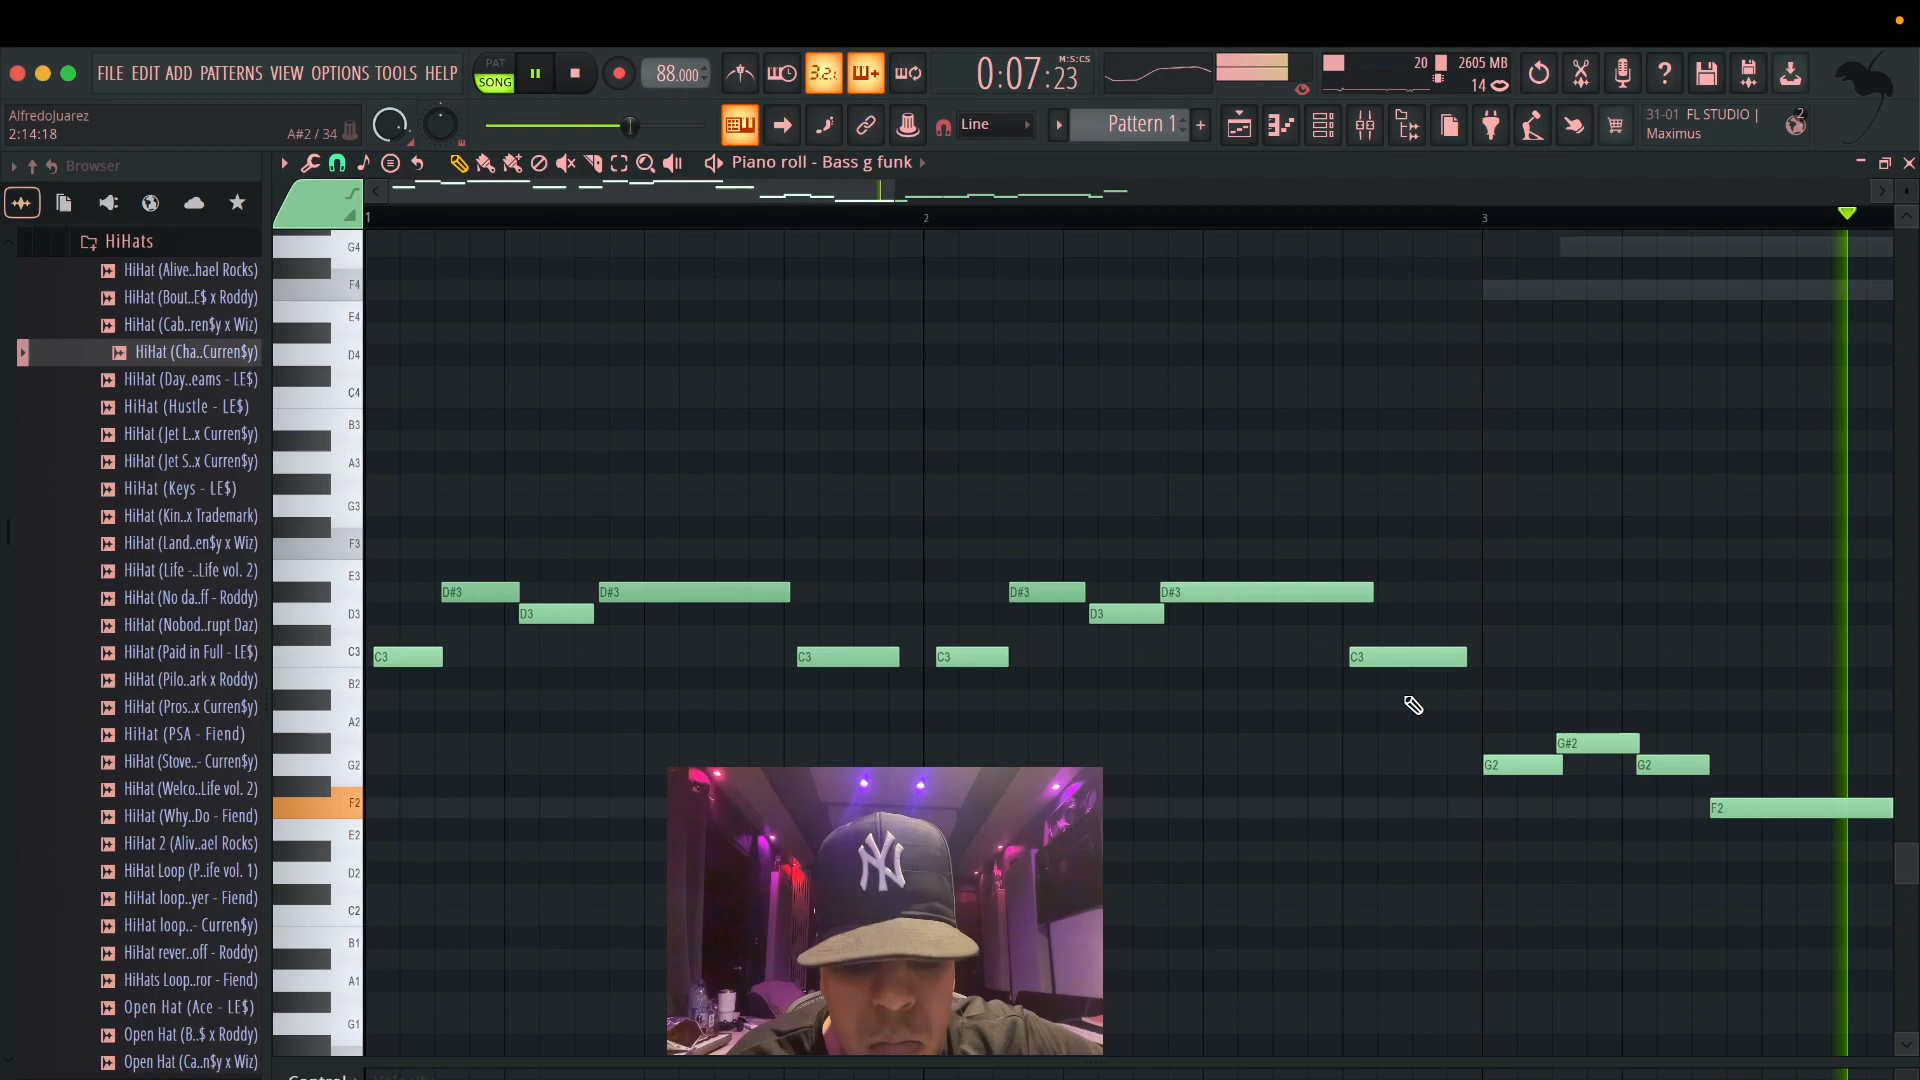 FILE EDIT ADD PATTERNS VIEW OPTIONS TOOLS HELP
PAT
SONG
88.000
3.2.
0:07:23
M:S:CS
20
2605 MB
14
AlfredoJuarez
2:14:18
A#2 / 34
Line
Pattern 1
31-01 FL STUDIO |
Maximus
2
Browser
Piano roll - Bass g funk
HiHats
HiHat (Alive..hael Rocks)
HiHat (Bout..E$ x Roddy)
HiHat (Cab..ren$y x Wiz)
HiHat (Cha..Curren$y)
HiHat (Day..eams - LE$)
HiHat (Hustle - LE$)
HiHat (Jet L..x Curren$y)
HiHat (Jet S..x Curren$y)
HiHat (Keys - LE$)
HiHat (Kin..x Trademark)
HiHat (Land..en$y x Wiz)
HiHat (Life -..Life vol. 2)
HiHat (No da..ff - Roddy)
HiHat (Nobod..rupt Daz)
HiHat (Paid in Full - LE$)
HiHat (Pilo..ark x Roddy)
HiHat (Pros..x Curren$y)
HiHat (PSA - Fiend)
HiHat (Stove..- Curren$y)
HiHat (Welco..Life vol. 2)
HiHat (Why..Do - Fiend)
HiHat 2 (Aliv..ael Rocks)
HiHat Loop (P..ife vol. 1)
HiHat loop..yer - Fiend)
HiHat loop..- Curren$y)
HiHat rever..off - Roddy)
HiHats Loop..ror - Fiend)
Open Hat (Ace - LE$)
Open Hat (B..$ x Roddy)
Open Hat (Ca..n$y x Wiz)
1 2 3
G4
F4
E4
D4
C4
B3
A3
G3
F3
E3
D3
C3
B2
A2
G2
F2
E2
D2
C2
B1
A1
G1
D#3 D#3 D#3 D#3
D3 D3
C3 C3 C3 C3
G#2
G2 G2
F2
NY
Control
Velocity